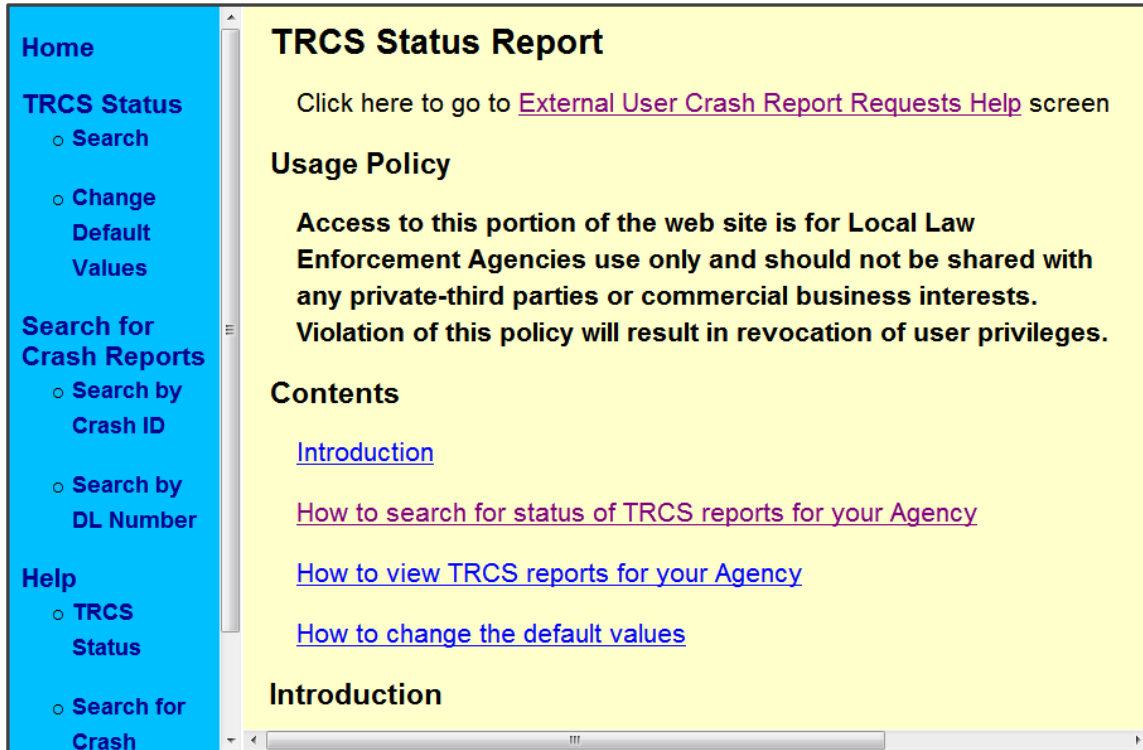 Home
TRCS Status
Search
Change
Default
Values
Search for
Crash Reports
Search by
Crash ID
Search by
DL Number
Help
TRCS
Status
Search for
Crash
TRCS Status Report
Click here to go to External User Crash Report Requests Help screen
Usage Policy
Access to this portion of the web site is for Local Law
Enforcement Agencies use only and should not be shared with
any private-third parties or commercial business interests.
Violation of this policy will result in revocation of user privileges.
Contents
Introduction
How to search for status of TRCS reports for your Agency
How to view TRCS reports for your Agency
How to change the default values
Introduction